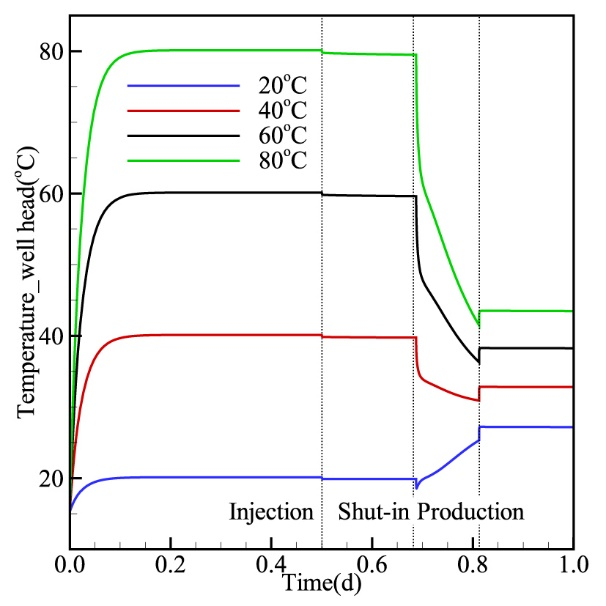 80
60
40
20
Temperature_well head(°C)
20°C
40°C
60°C
80°C
Injection
Shut-in
Production
0.0
0.2
0.4
0.6
0.8
1.0
Time(d)